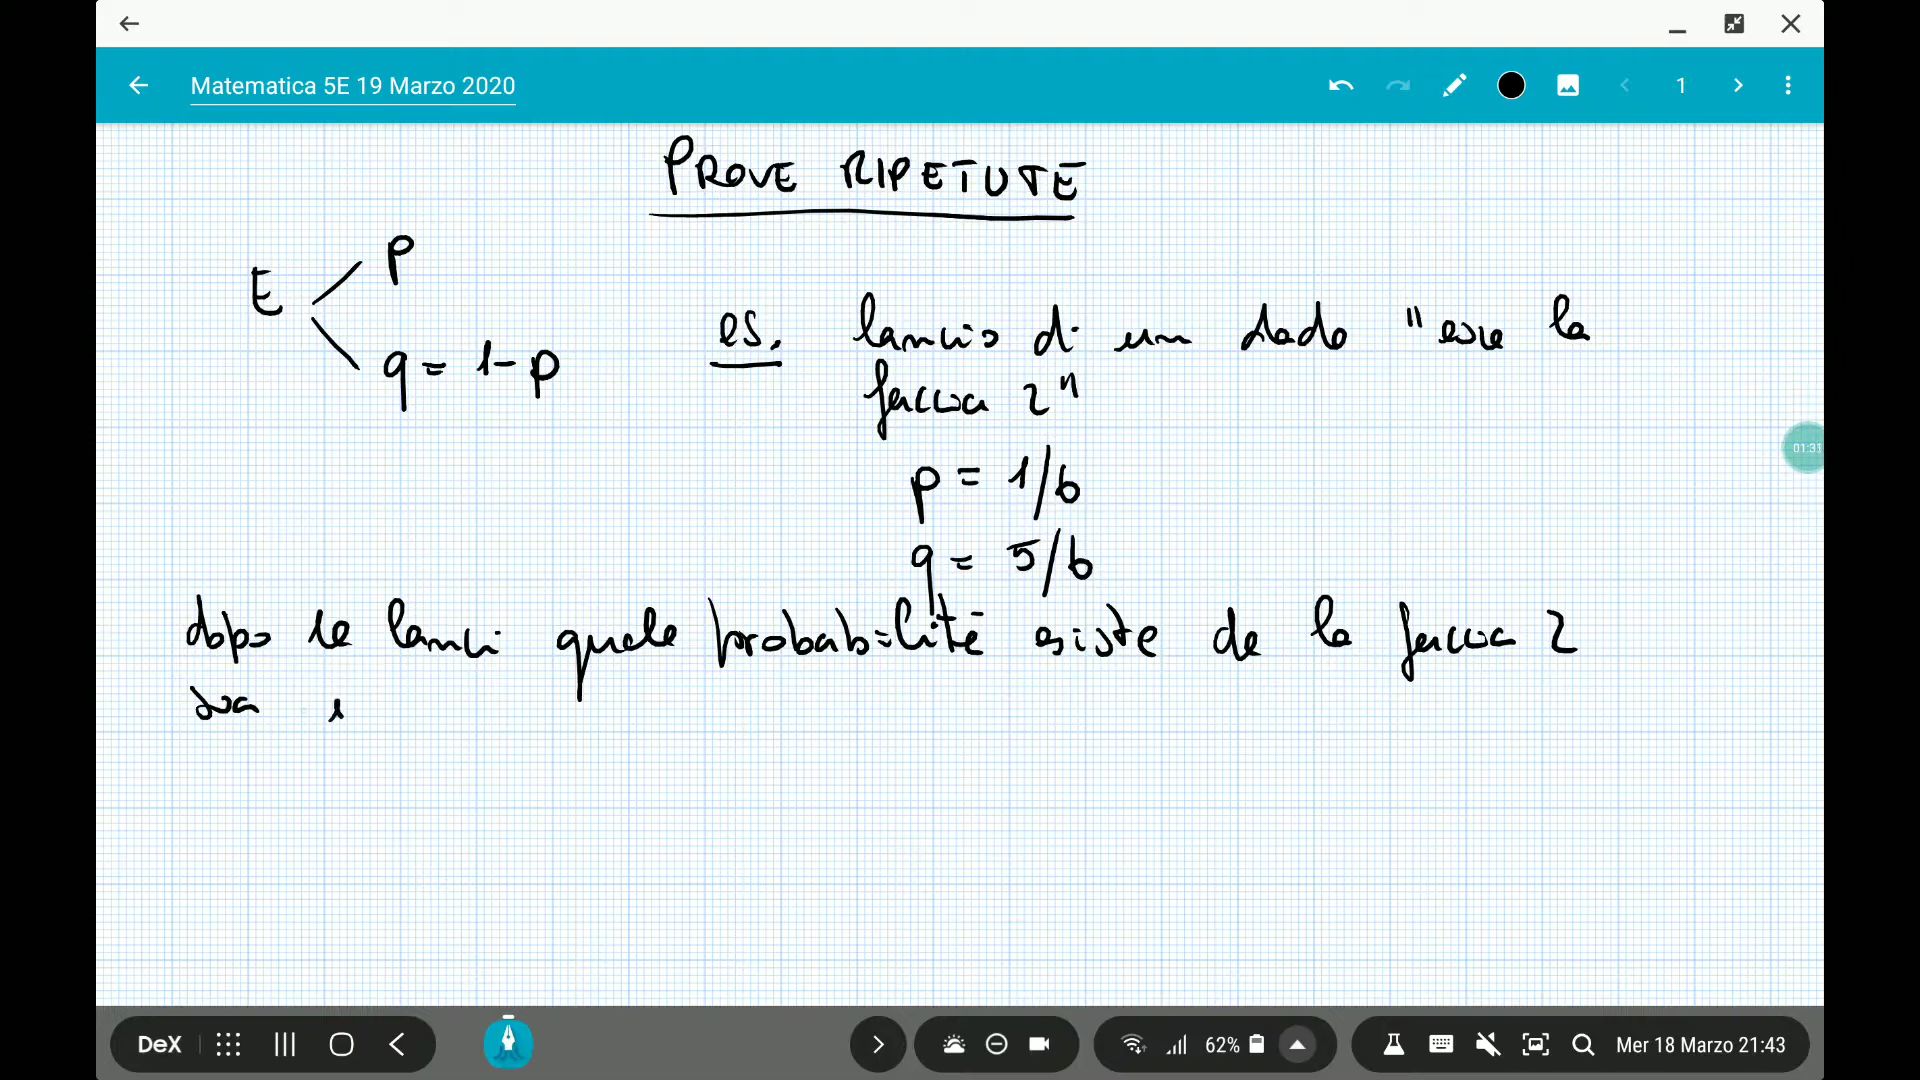 Matematica 5E 19 Marzo 2020
1
PROVE RIPETUTE
E
p
q = 1-p
es. lancio di un dado "esce la
faccia 2"
01:31
p = 1/6
q = 5/6
dopo lanci quale probabilità esiste che la faccia 2
sia
DeX
62%
Mer 18 Marzo 21:43